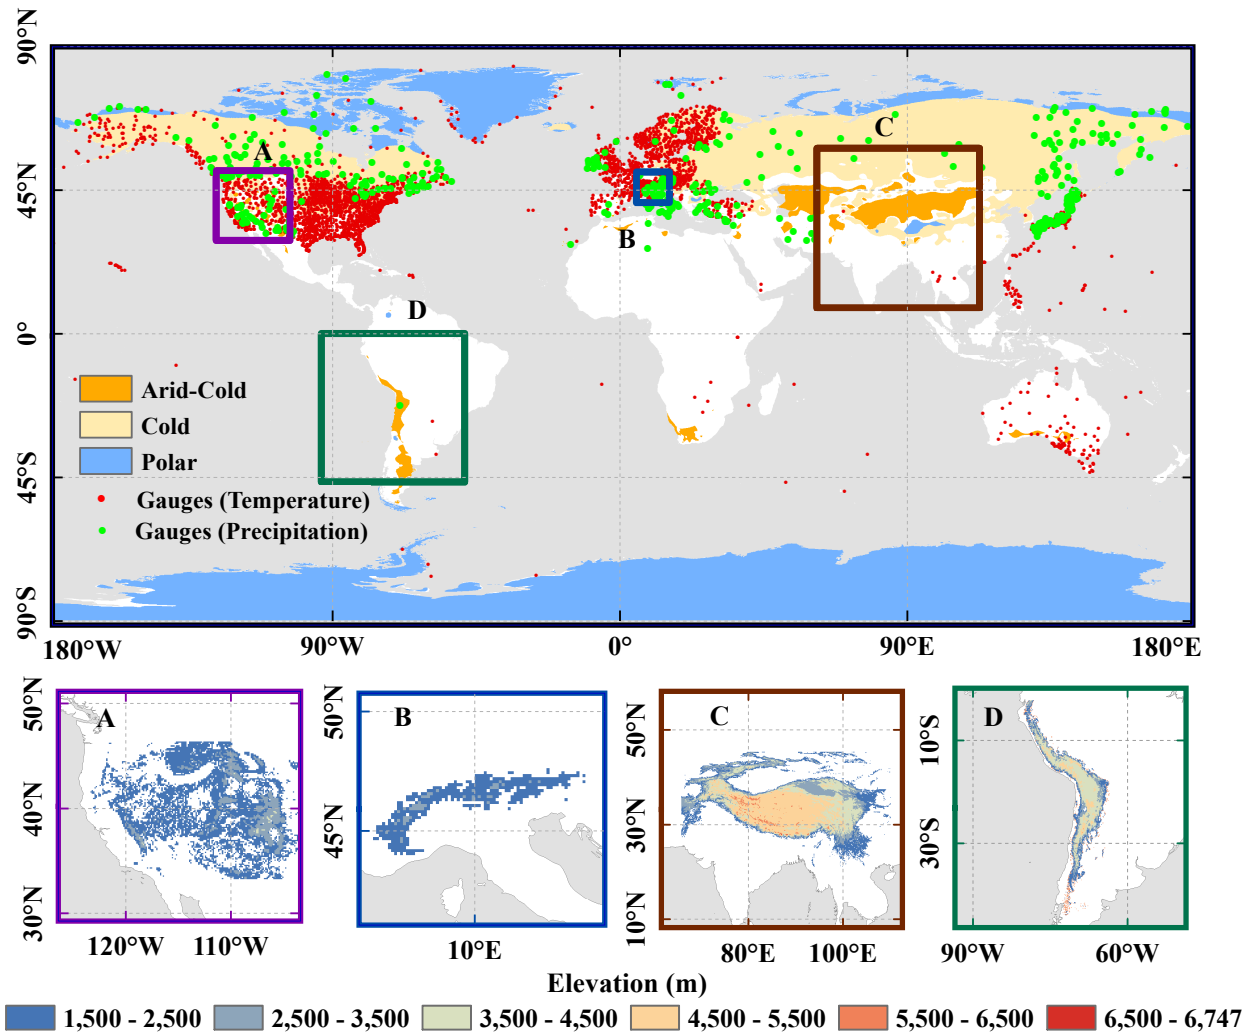 90°N
45°N
0°
45°S
90°S
A
B
C
D
Arid-Cold
Cold
Polar
Gauges (Temperature)
Gauges (Precipitation)
180°W 90°W 0° 90°E 180°E
A
50°N
40°N
30°N
120°W 110°W
B
50°N
45°N
10°E
C
50°N
30°N
10°N
80°E 100°E
D
10°S
30°S
90°W 60°W
Elevation (m)
1,500 - 2,500 2,500 - 3,500 3,500 - 4,500 4,500 - 5,500 5,500 - 6,500 6,500 - 6,747